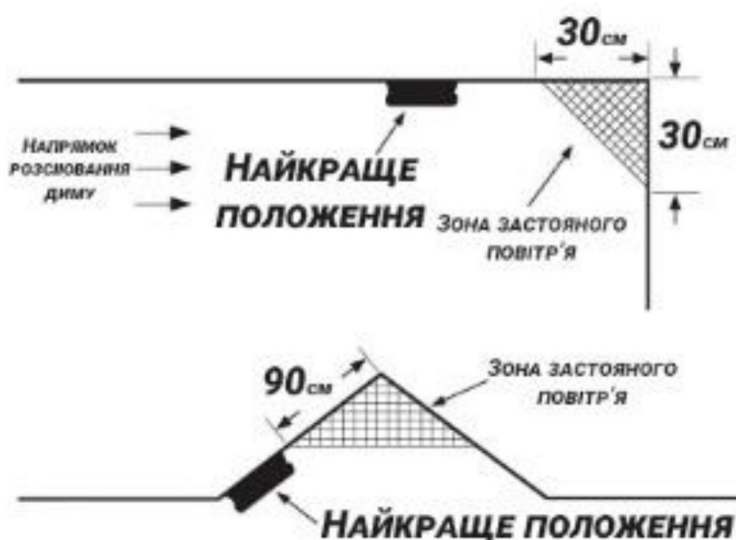 30см
30см
Напрямок
розсіювання
диму
Найкраще
положення
Зона застояного
повітр'я
90см
Зона застояного
повітр'я
Найкраще положення